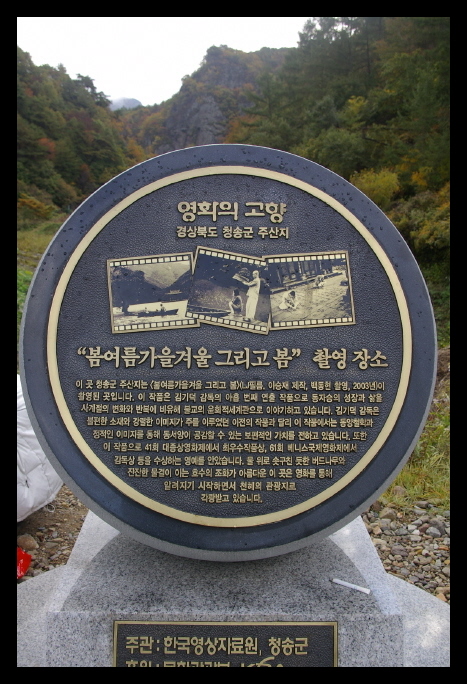 영화의 고향
경상북도 청송군 주산지
“봄여름가을겨울 그리고 봄” 촬영 장소
이 곳 청송군 주산지는 〈봄여름가을겨울 그리고 봄〉(LJ필름, 이승재 제작, 백동현 촬영, 2003년)이
촬영된 곳입니다. 이 작품은 김기덕 감독의 아홉 번째 연출 작품으로 동자승의 성장과 삶을
사계절의 변화와 반복에 비유해 불교의 윤회적세계관으로 이야기하고 있습니다. 김기덕 감독은
불편한 소재와 강렬한 이미지가 주를 이루었던 이전의 작품과 달리 이 작품에서는 동양철학과
정적인 이미지를 통해 동서양이 공감할 수 있는 보편적인 가치를 전하고 있습니다. 또한
이 작품으로 41회 대종상영화제에서 최우수작품상, 61회 베니스국제영화제에서
감독상 등을 수상하는 영예를 안았습니다. 물 위로 솟구친 듯한 버드나무와
잔잔한 물결이 이는 호수의 조화가 아름다운 이 곳은 영화를 통해
알려지기 시작하면서 천혜의 관광지로
각광받고 있습니다.
주관 : 한국영상자료원, 청송군
후원 : 문화관광부